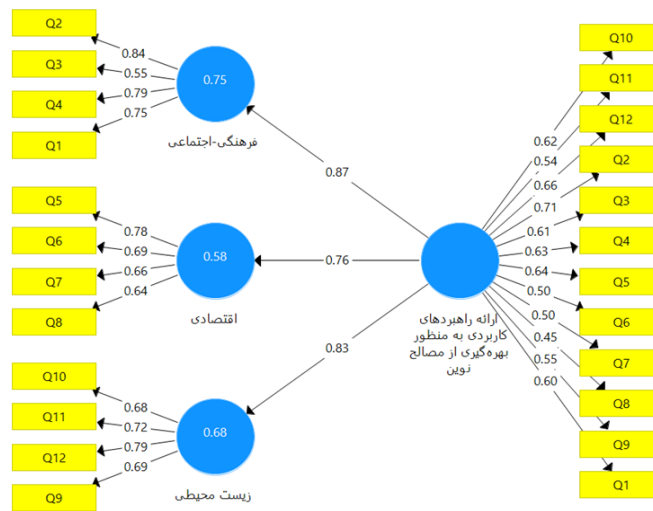 Q2
Q3
Q4
Q1
0.84
0.55
0.79
0.75
0.75
فرهنگی-اجتماعی
Q5
Q6
Q7
Q8
0.78
0.69
0.66
0.64
0.58
اقتصادی
Q10
Q11
Q12
Q9
0.68
0.72
0.79
0.69
0.68
زیست محیطی
0.87
0.76
0.83
ارائه راهبردهای
کاربردی به منظور
بهره‌گیری از مصالح
نوین
0.62
0.54
0.66
0.71
0.61
0.63
0.64
0.50
0.50
0.45
0.55
0.60
Q10
Q11
Q12
Q2
Q3
Q4
Q5
Q6
Q7
Q8
Q9
Q1